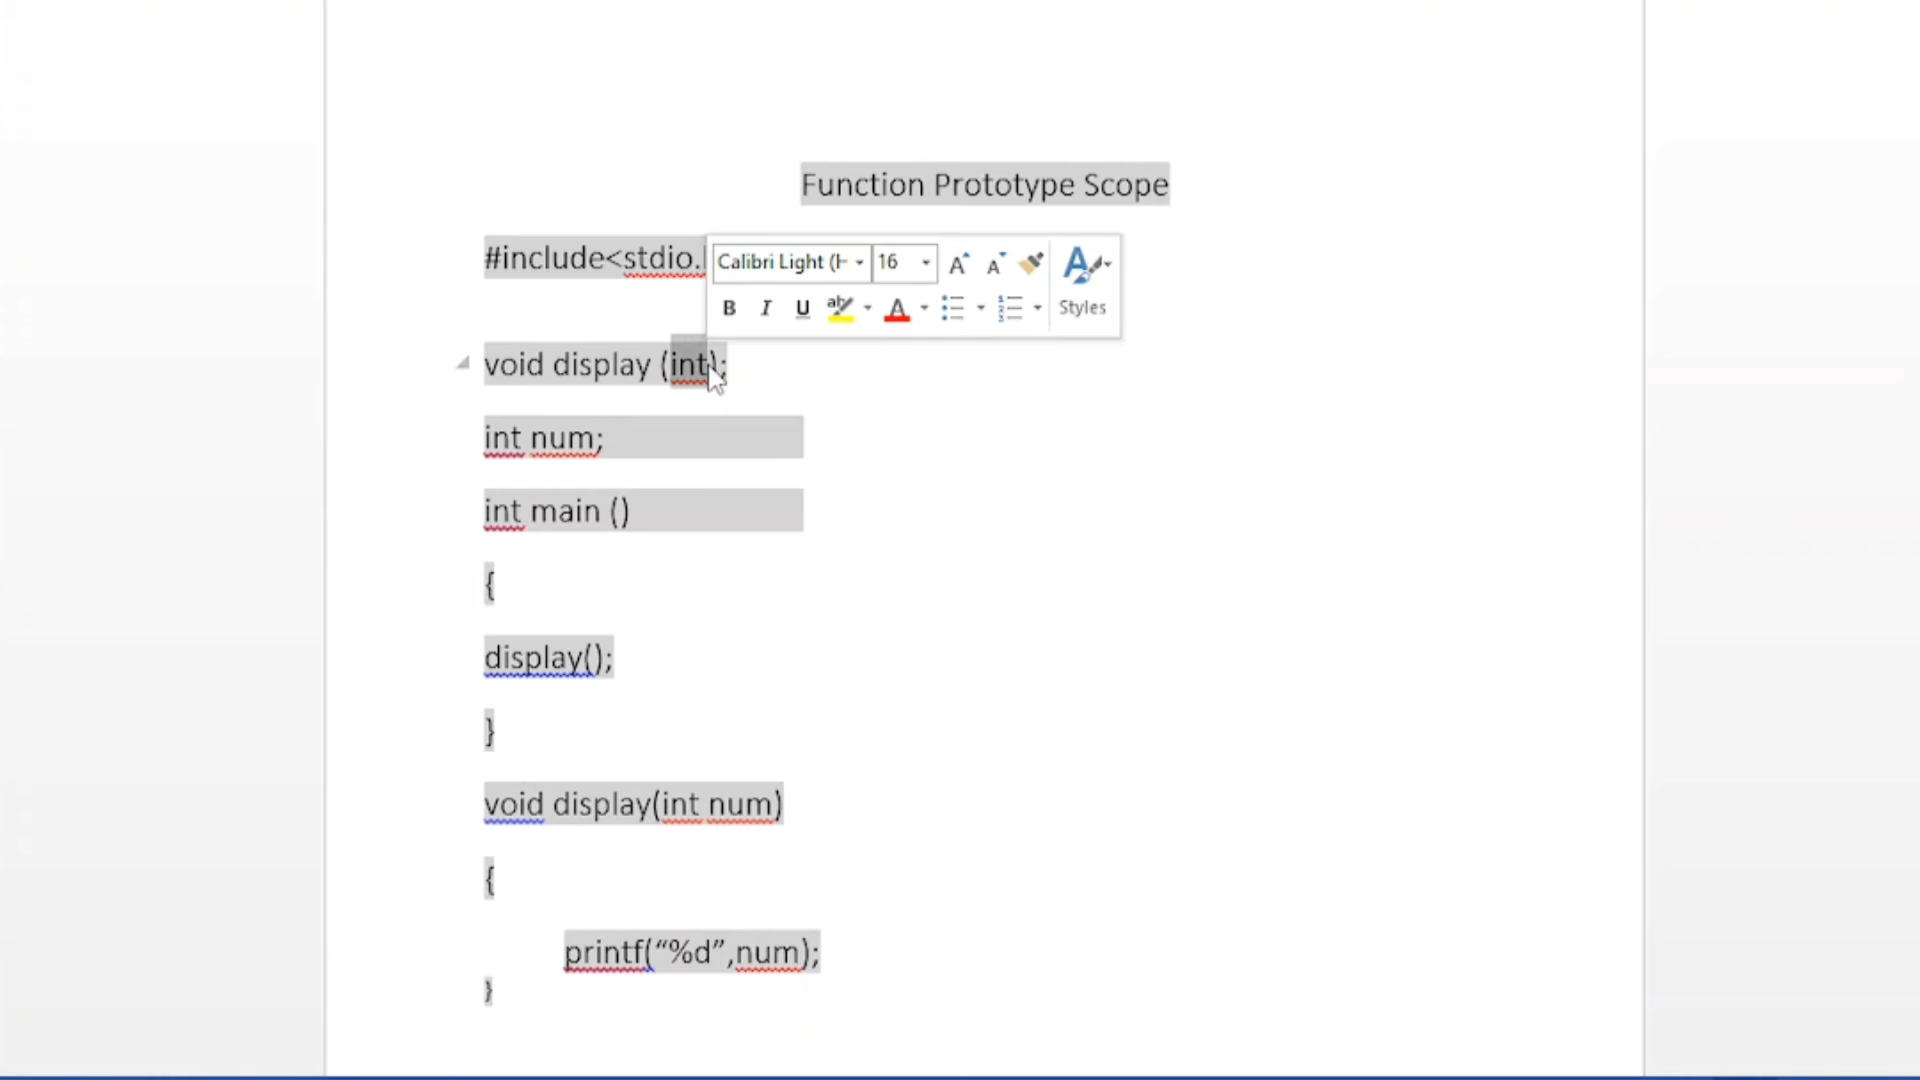 Function Prototype Scope
#include<stdio.
Calibri Light (H 16 A A
B I U ab A Styles
void display (int);
int num;
int main ()
{
display();
}
void display(int num)
{
printf(“%d”,num);
}